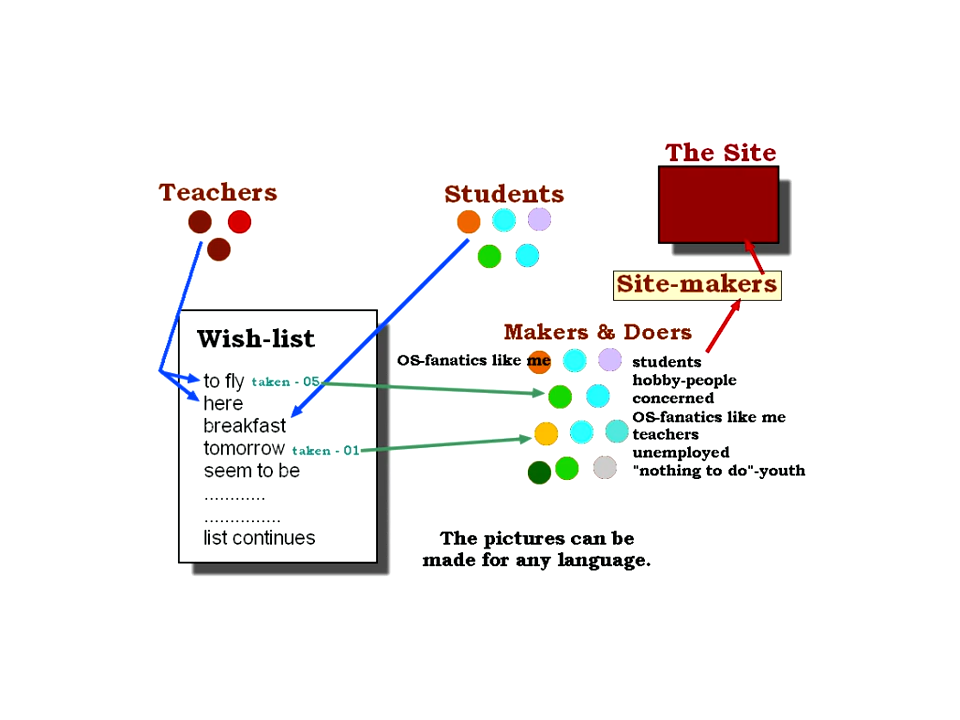 The Site
Teachers
Students
Site-makers
Wish-list
to fly taken - 05
here
breakfast
tomorrow taken - 01
seem to be
............
...............
list continues
Makers & Doers
OS-fanatics like me
students
hobby-people
concerned
OS-fanatics like me
teachers
unemployed
"nothing to do"-youth
The pictures can be
made for any language.